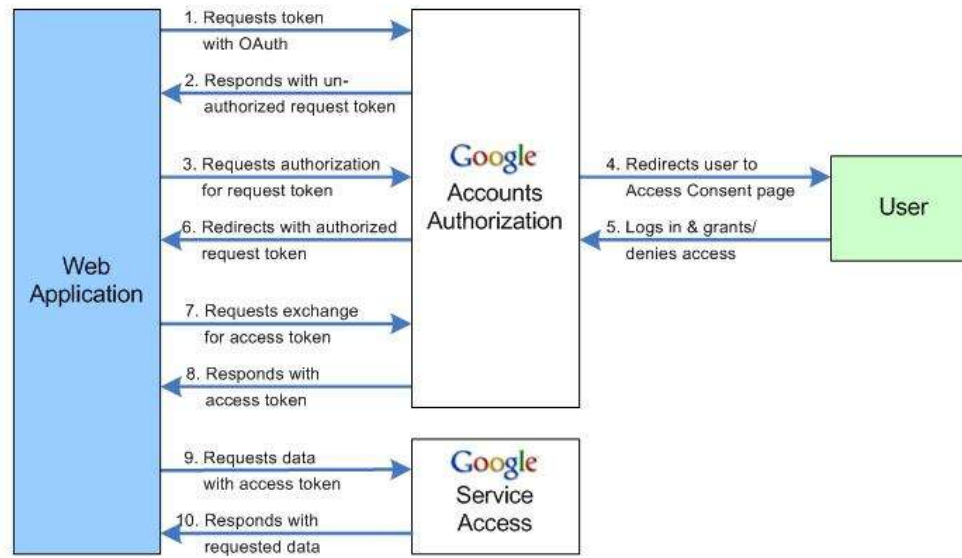 1. Requests token
with OAuth
2. Responds with un-
authorized request token
3. Requests authorization
for request token
6. Redirects with authorized
request token
7. Requests exchange
for access token
8. Responds with
access token
9. Requests data
with access token
10. Responds with
requested data
Web
Application
Google
Accounts
Authorization
4. Redirects user to
Access Consent page
5. Logs in & grants/
denies access
User
Google
Service
Access